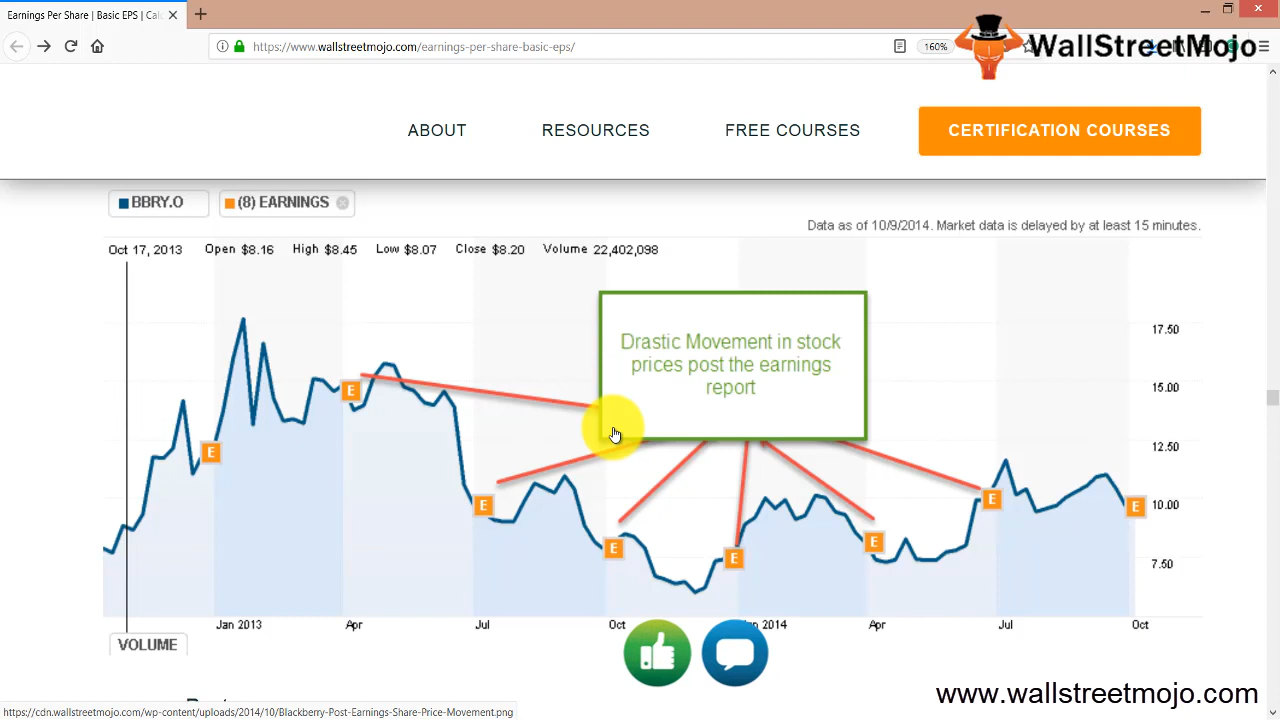 Earnings Per Share | Basic EPS | Calc
https://www.wallstreetmojo.com/earnings-per-share-basic-eps/
160%
WallStreetMojo
ABOUT
RESOURCES
FREE COURSES
CERTIFICATION COURSES
BBRY.O
(8) EARNINGS
Data as of 10/9/2014. Market data is delayed by at least 15 minutes.
Oct 17, 2013 Open $8.16 High $8.45 Low $8.07 Close $8.20 Volume 22,402,098
Drastic Movement in stock
prices post the earnings
report
17.50
15.00
12.50
10.00
7.50
E
E
E
E
E
E
E
E
Jan 2013
Apr
Jul
Oct
2014
Apr
Jul
Oct
VOLUME
www.wallstreetmojo.com
https://cdn.wallstreetmojo.com/wp-content/uploads/2014/10/Blackberry-Post-Earnings-Share-Price-Movement.png